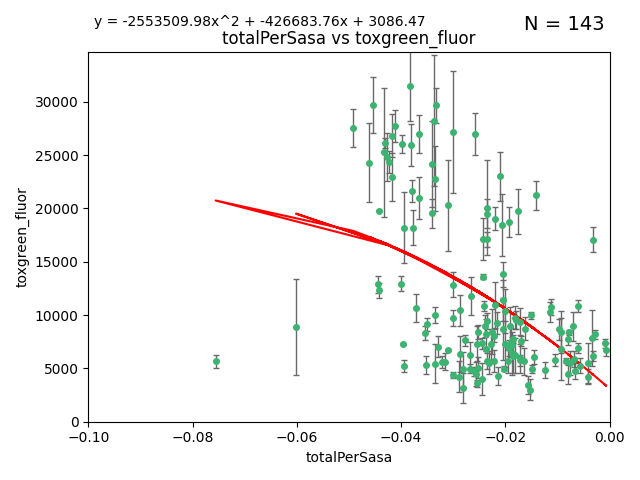 y = -2553509.98x^2 + -426683.76x + 3086.47
N = 143
totalPerSasa vs toxgreen_fluor
30000
25000
20000
15000
10000
5000
0
toxgreen_fluor
−0.10
−0.08
−0.06
−0.04
−0.02
0.00
totalPerSasa